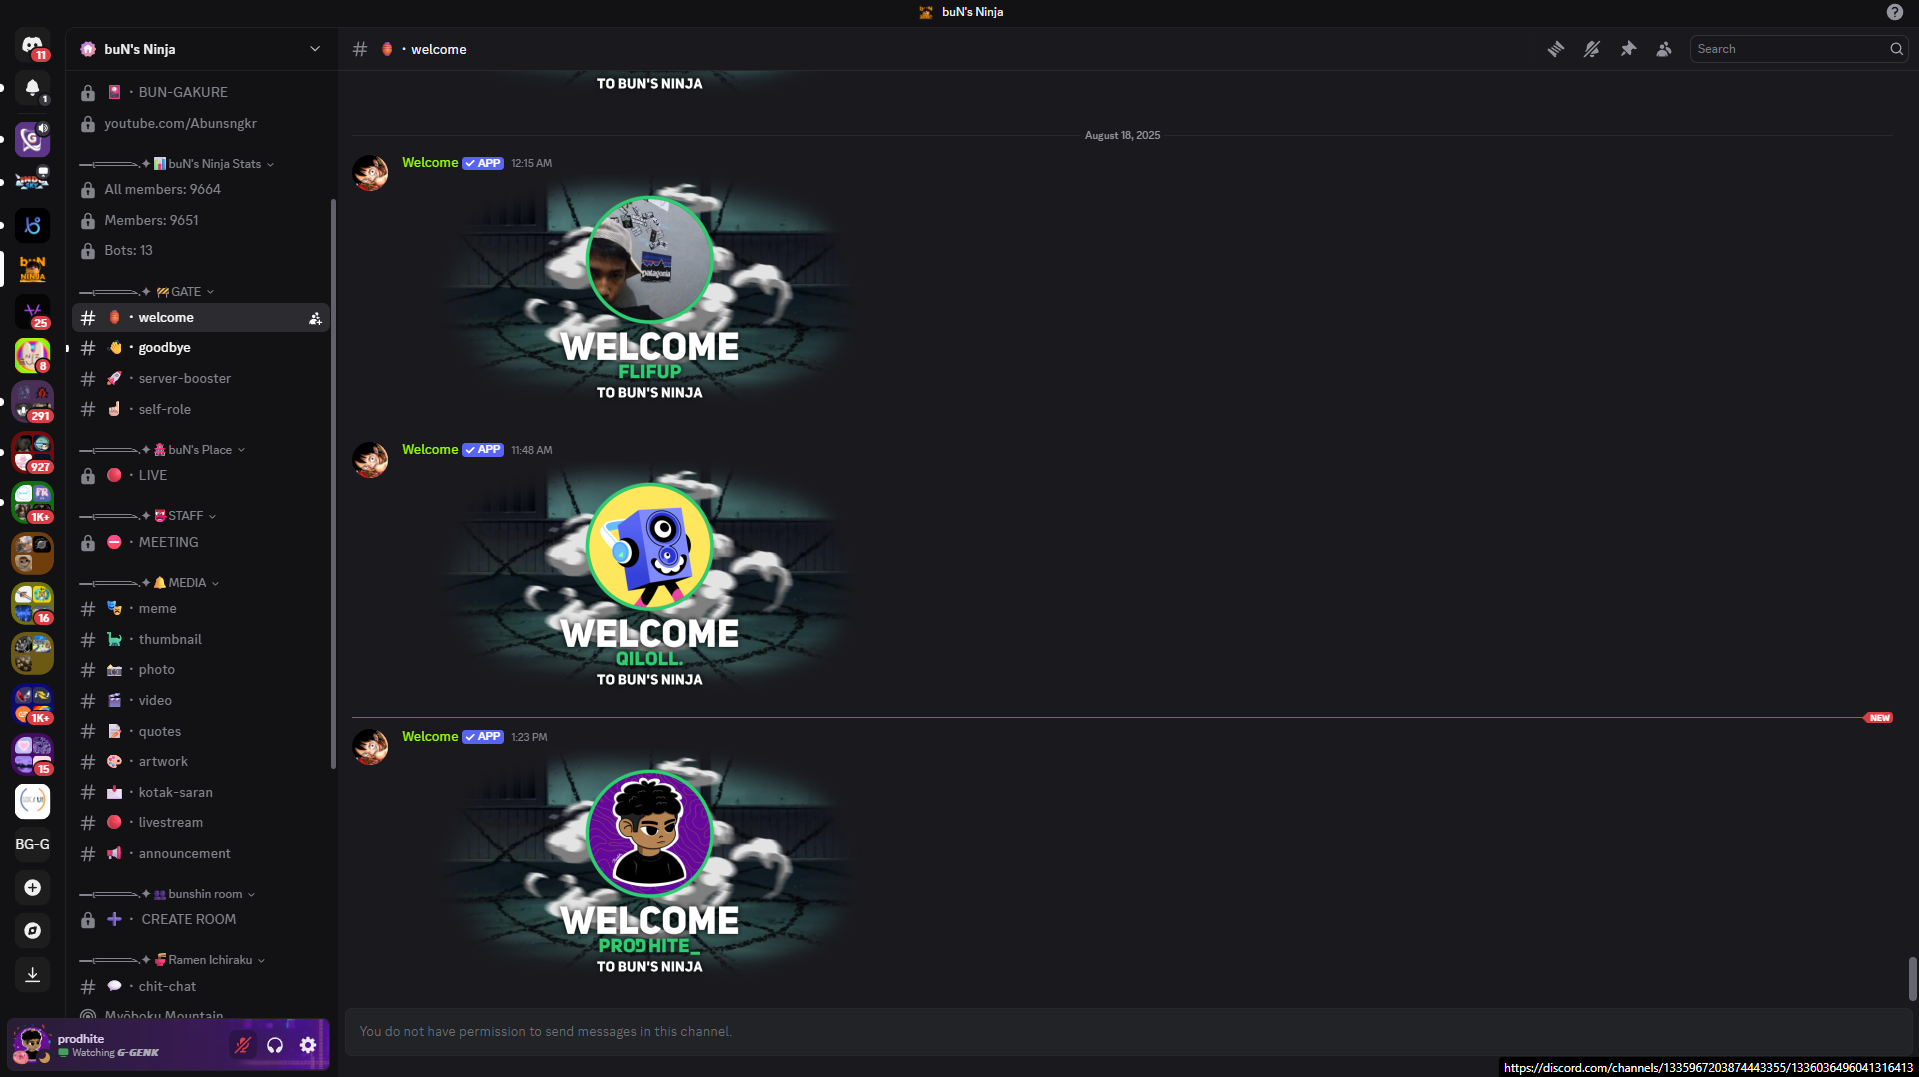 buN's Ninja
buN's Ninja
BUN-GAKURE
youtube.com/Abunsngkr
buN's Ninja Stats
All members: 9664
Members: 9651
Bots: 13
GATE
welcome
goodbye
server-booster
self-role
buN's Place
LIVE
STAFF
MEETING
MEDIA
meme
thumbnail
photo
video
quotes
artwork
kotak-saran
livestream
announcement
bunshin room
CREATE ROOM
Ramen Ichiraku
chit-chat
Myōboku Mountain
11
1
25
8
291
927
1K+
16
1K+
15
BG-G
prodhite
Watching G-GENK
welcome
Search
TO BUN'S NINJA
August 18, 2025
Welcome APP 12:15 AM
patagonia
WELCOME
FLIFUP
TO BUN'S NINJA
Welcome APP 11:48 AM
WELCOME
QILOLL.
TO BUN'S NINJA
NEW
Welcome APP 1:23 PM
WELCOME
PRODHITE_
TO BUN'S NINJA
You do not have permission to send messages in this channel.
https://discord.com/channels/1335967203874443355/1336036496041316413